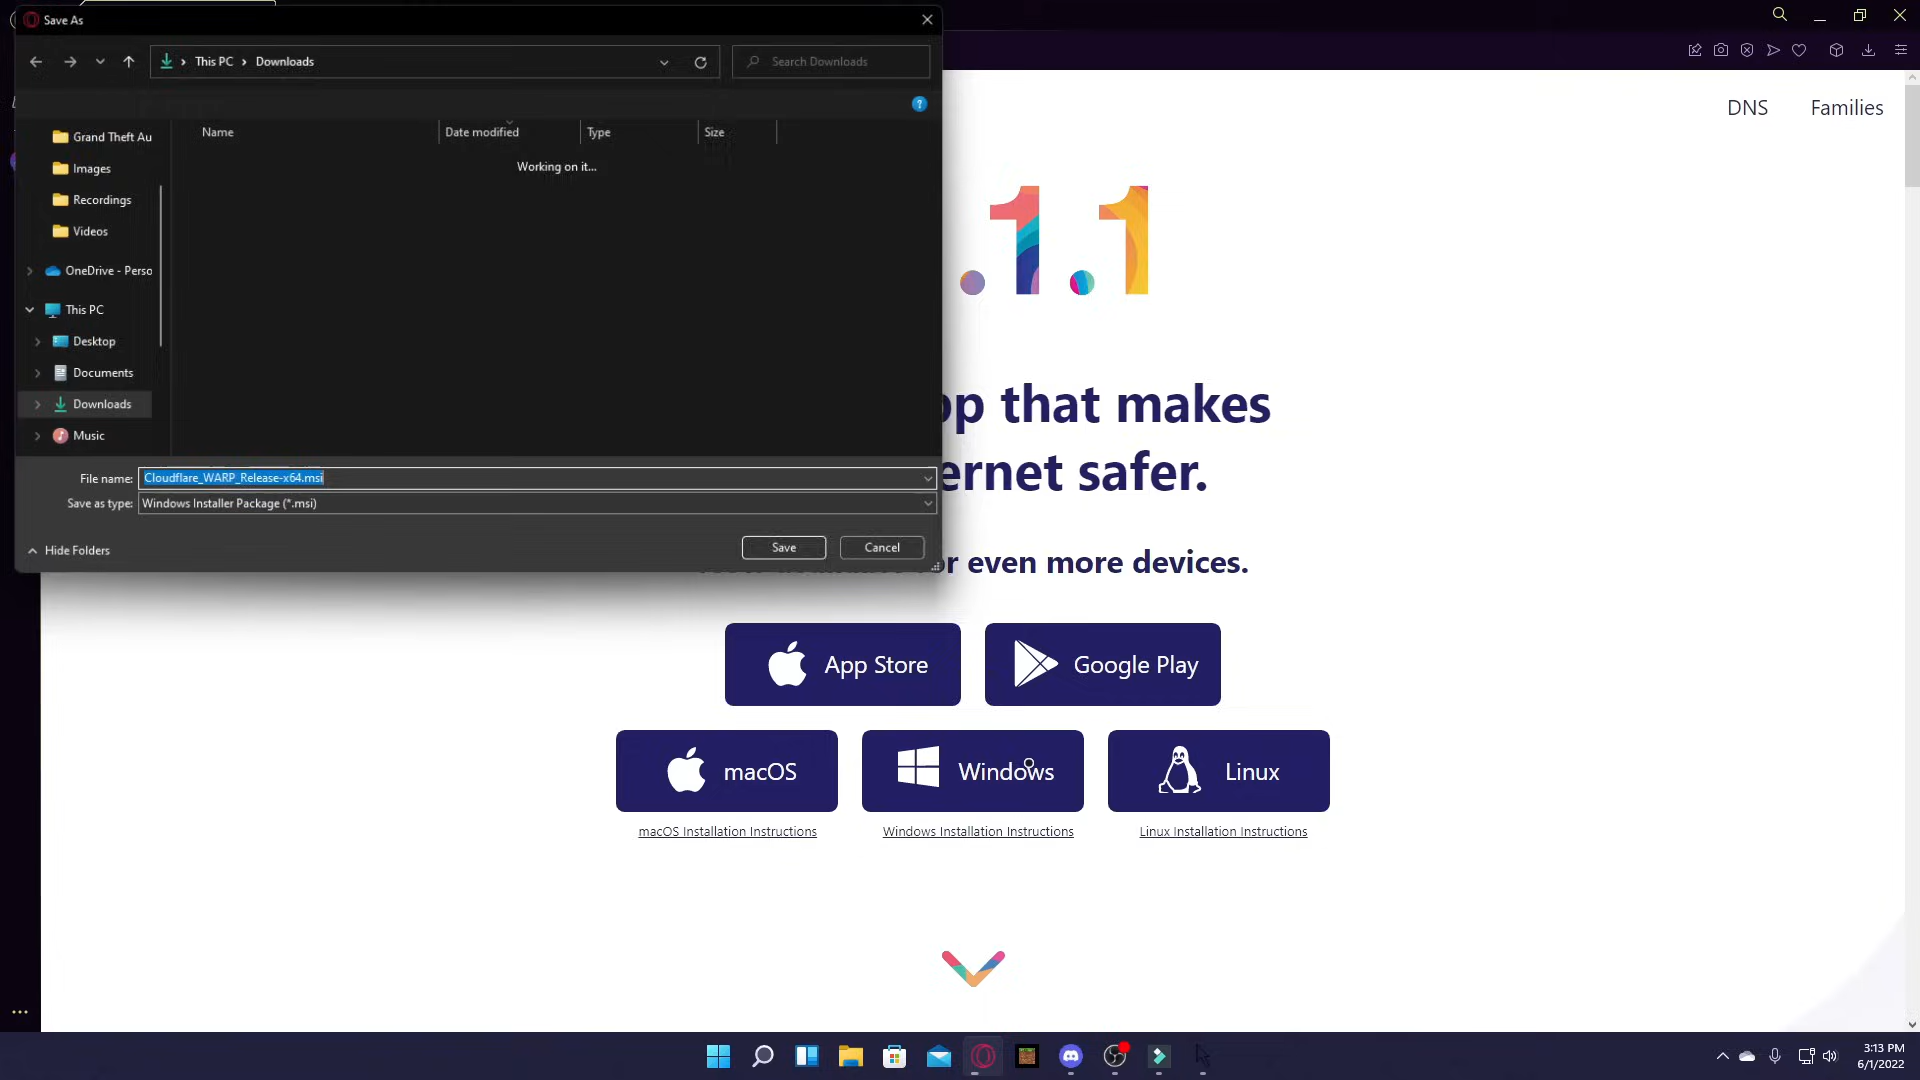 Save As
This PC > Downloads
Search Downloads
?
Name
Date modified
Type
Size
Working on it...
Grand Theft Au
Images
Recordings
Videos
OneDrive - Perso
This PC
Desktop
Documents
Downloads
Music
File name: Cloudflare_WARP_Release-x64.msi
Save as type: Windows Installer Package (*.msi)
Hide Folders
Save
Cancel
DNS
Families
.1.1
pp that makes
ernet safer.
r even more devices.
App Store
Google Play
macOS
Windows
Linux
macOS Installation Instructions
Windows Installation Instructions
Linux Installation Instructions
3:13 PM
6/1/2022